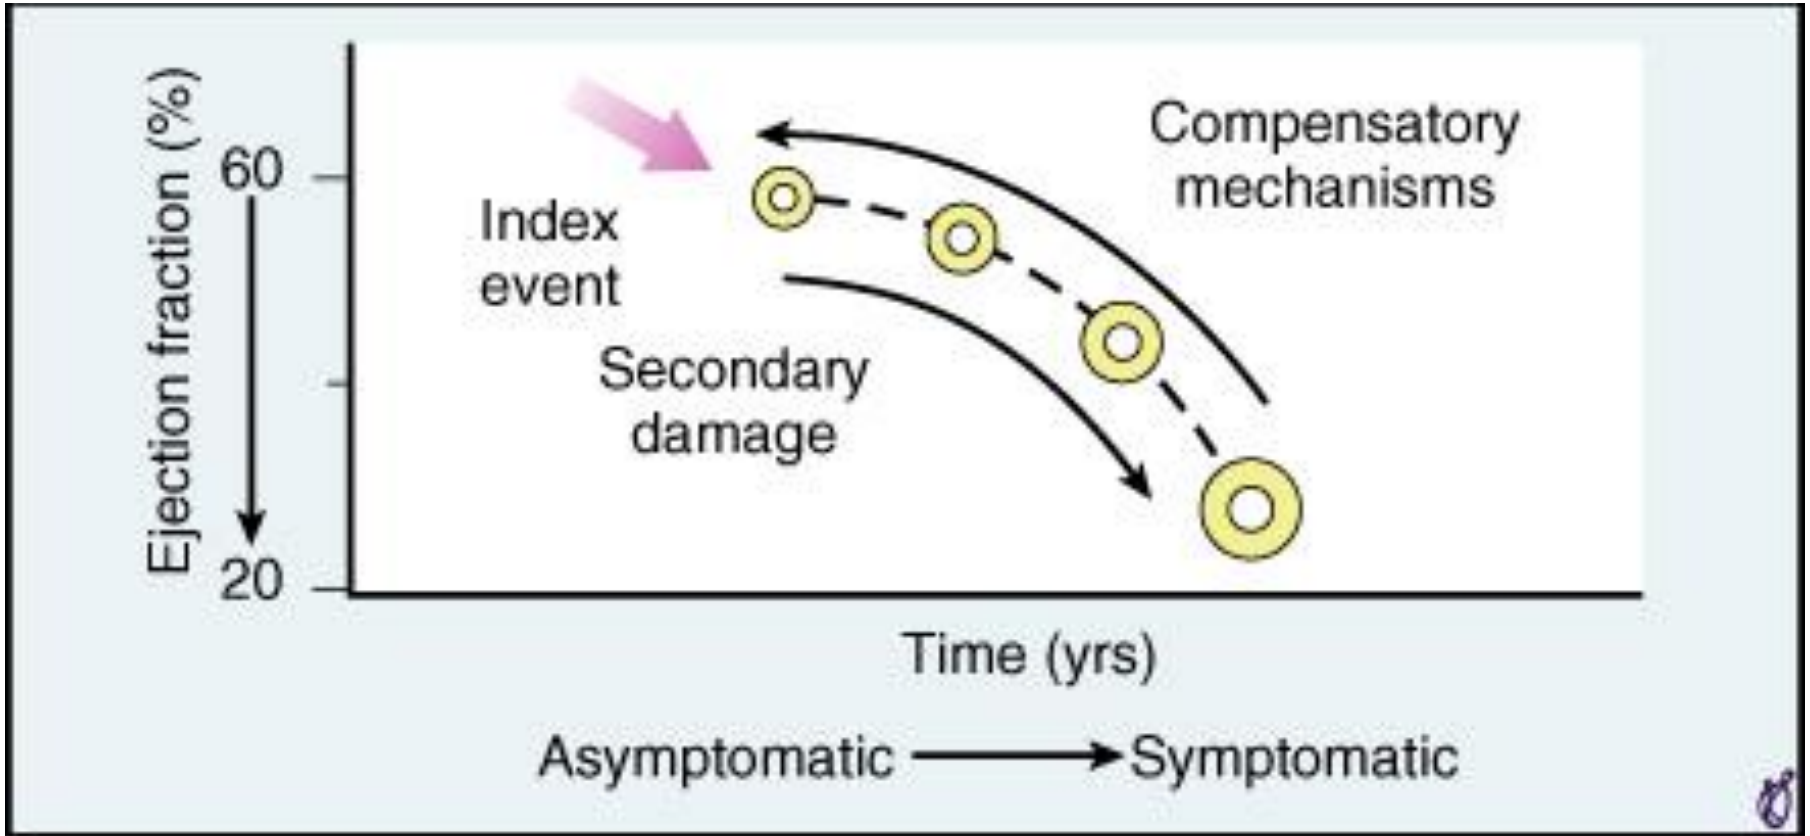 Ejection fraction (%)
60
20
Index
event
Secondary
damage
Compensatory
mechanisms
Time (yrs)
Asymptomatic
Symptomatic